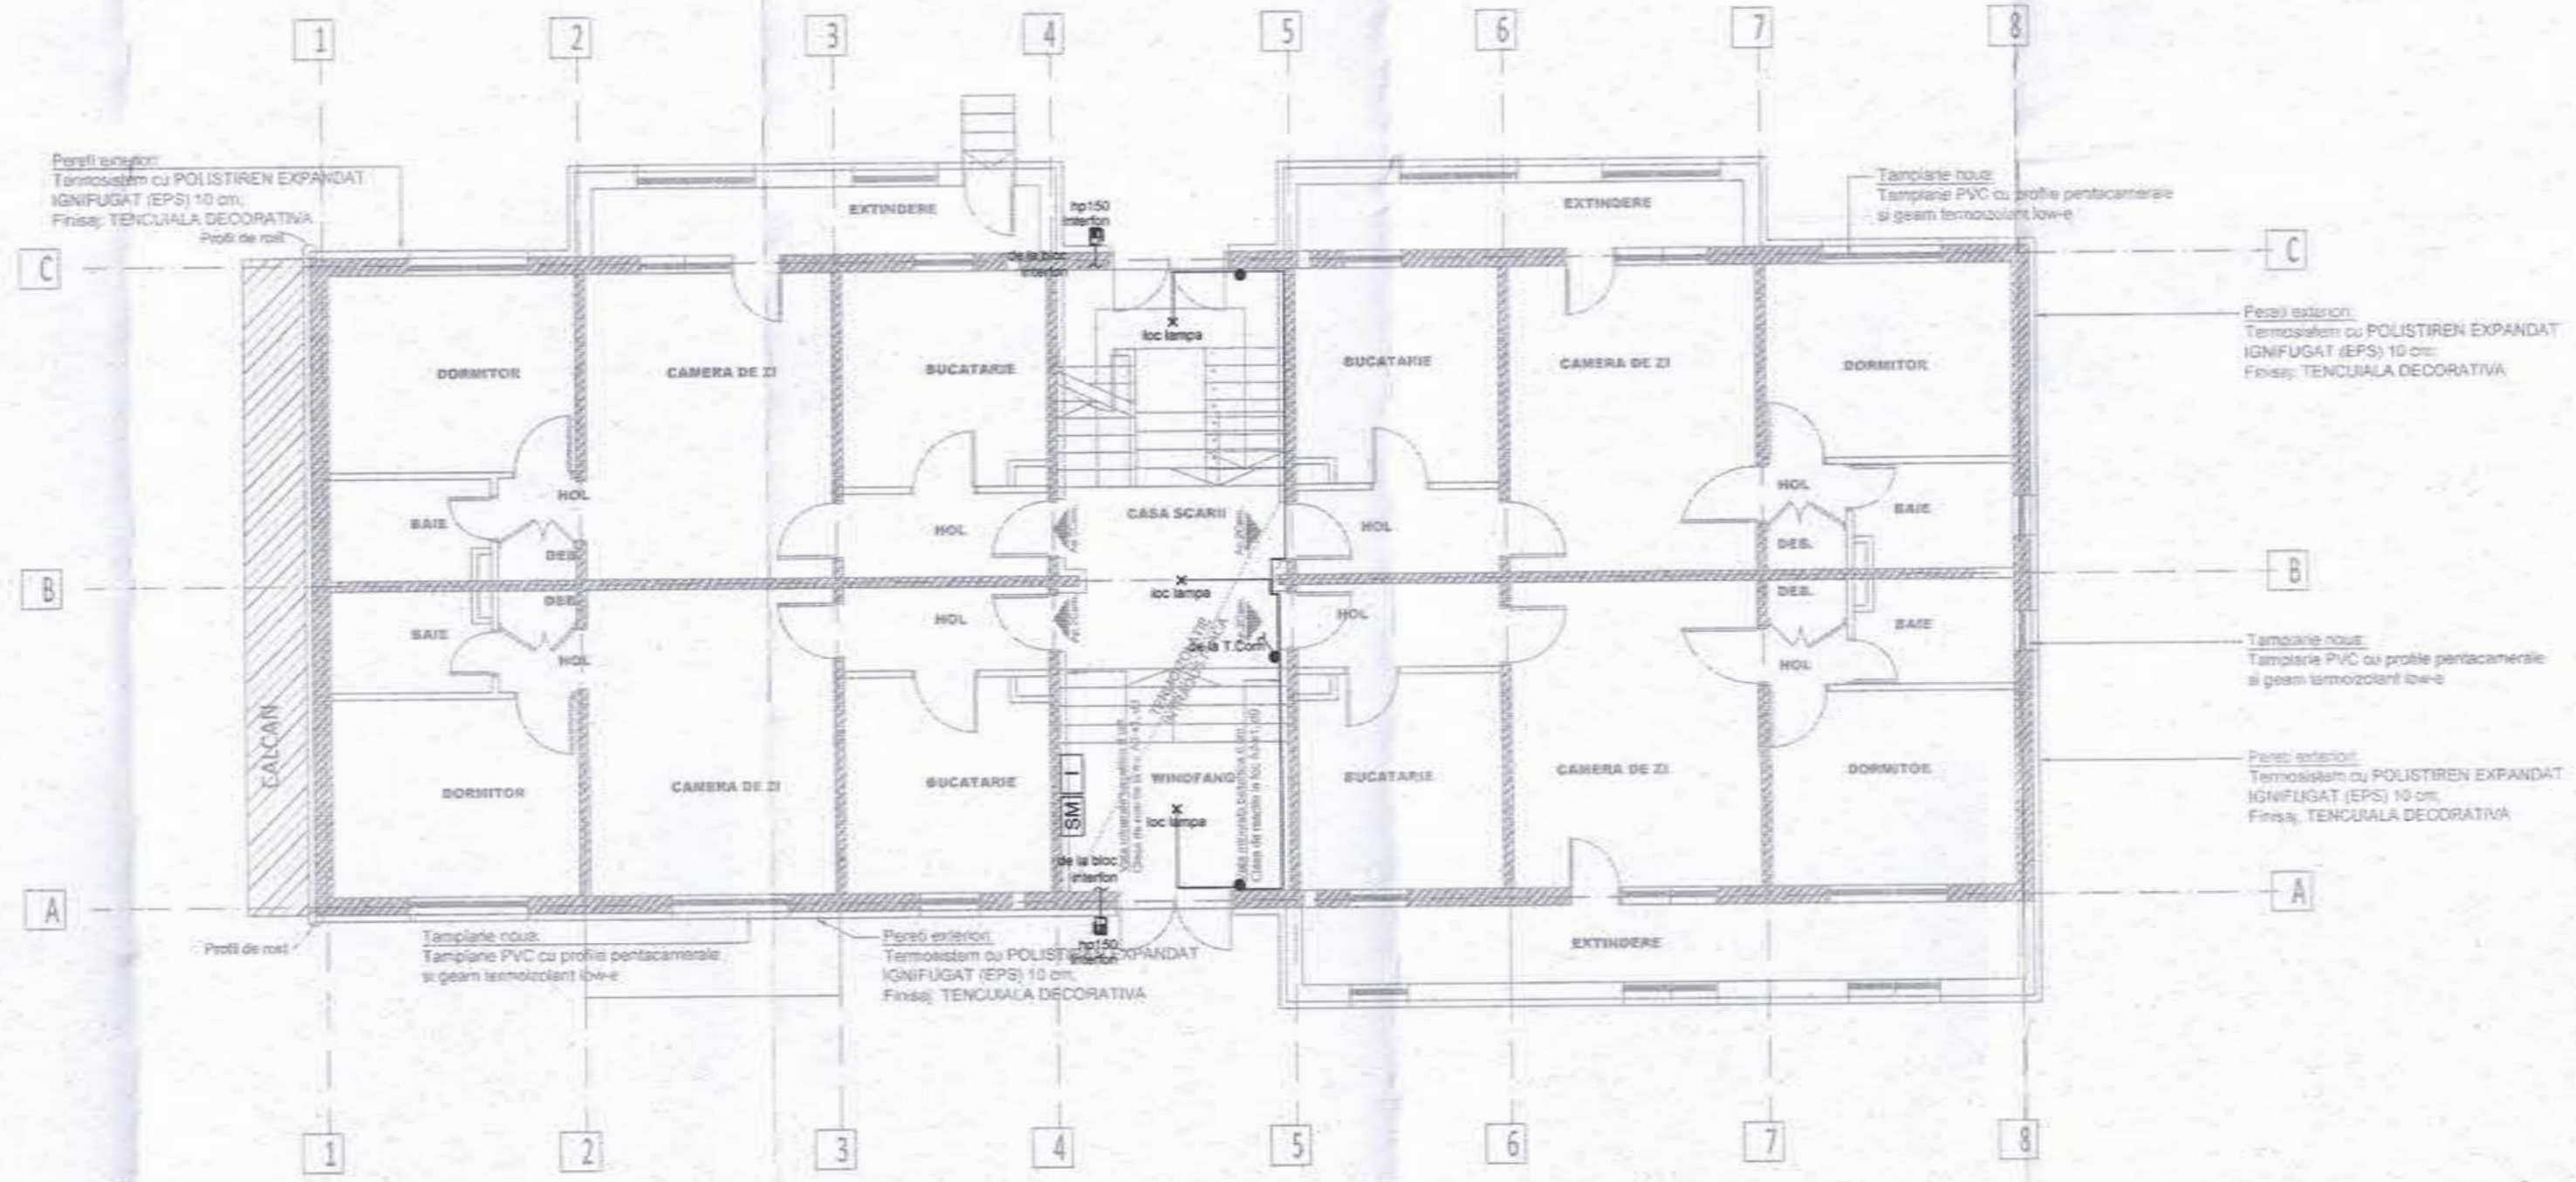 1 2 3 4 5 6 7 8
Pereti exteriori:
Termosistem cu POLISTIREN EXPANDAT
IGNIFUGAT (EPS) 10 cm;
Finisaj: TENCUIALA DECORATIVA
Profil de rost
Tamplarie noua:
Tamplarie PVC cu profile pentacamerale
si geam termoizolant low-e
EXTINDERE
hp150
interfon
EXTINDERE
C
de la bloc
interfon
C
loc lampa
Pereti exteriori:
Termosistem cu POLISTIREN EXPANDAT
IGNIFUGAT (EPS) 10 cm;
Finisaj: TENCUIALA DECORATIVA
DORMITOR
CAMERA DE ZI
BUCATARIE
BUCATARIE
CAMERA DE ZI
DORMITOR
HOL
BAIE
DEB.
HOL
CASA SCARII
HOL
HOL
BAIE
DEB.
B
loc lampa
B
DEB.
BAIE
HOL
HOL
HOL
de la T.Com
DEB.
BAIE
HOL
Tamplarie noua:
Tamplarie PVC cu profile pentacamerale
si geam termoizolant low-e
CALCAN
DORMITOR
CAMERA DE ZI
BUCATARIE
SM I
WINDFANG
loc lampa
BUCATARIE
CAMERA DE ZI
DORMITOR
Pereti exteriori:
Termosistem cu POLISTIREN EXPANDAT
IGNIFUGAT (EPS) 10 cm;
Finisaj: TENCUIALA DECORATIVA
de la bloc
interfon
A
A
Profil de rost
Tamplarie noua:
Tamplarie PVC cu profile pentacamerale
si geam termoizolant low-e
hp150
interfon
Pereti exteriori:
Termosistem cu POLISTIREN EXPANDAT
IGNIFUGAT (EPS) 10 cm;
Finisaj: TENCUIALA DECORATIVA
EXTINDERE
1 2 3 4 5 6 7 8